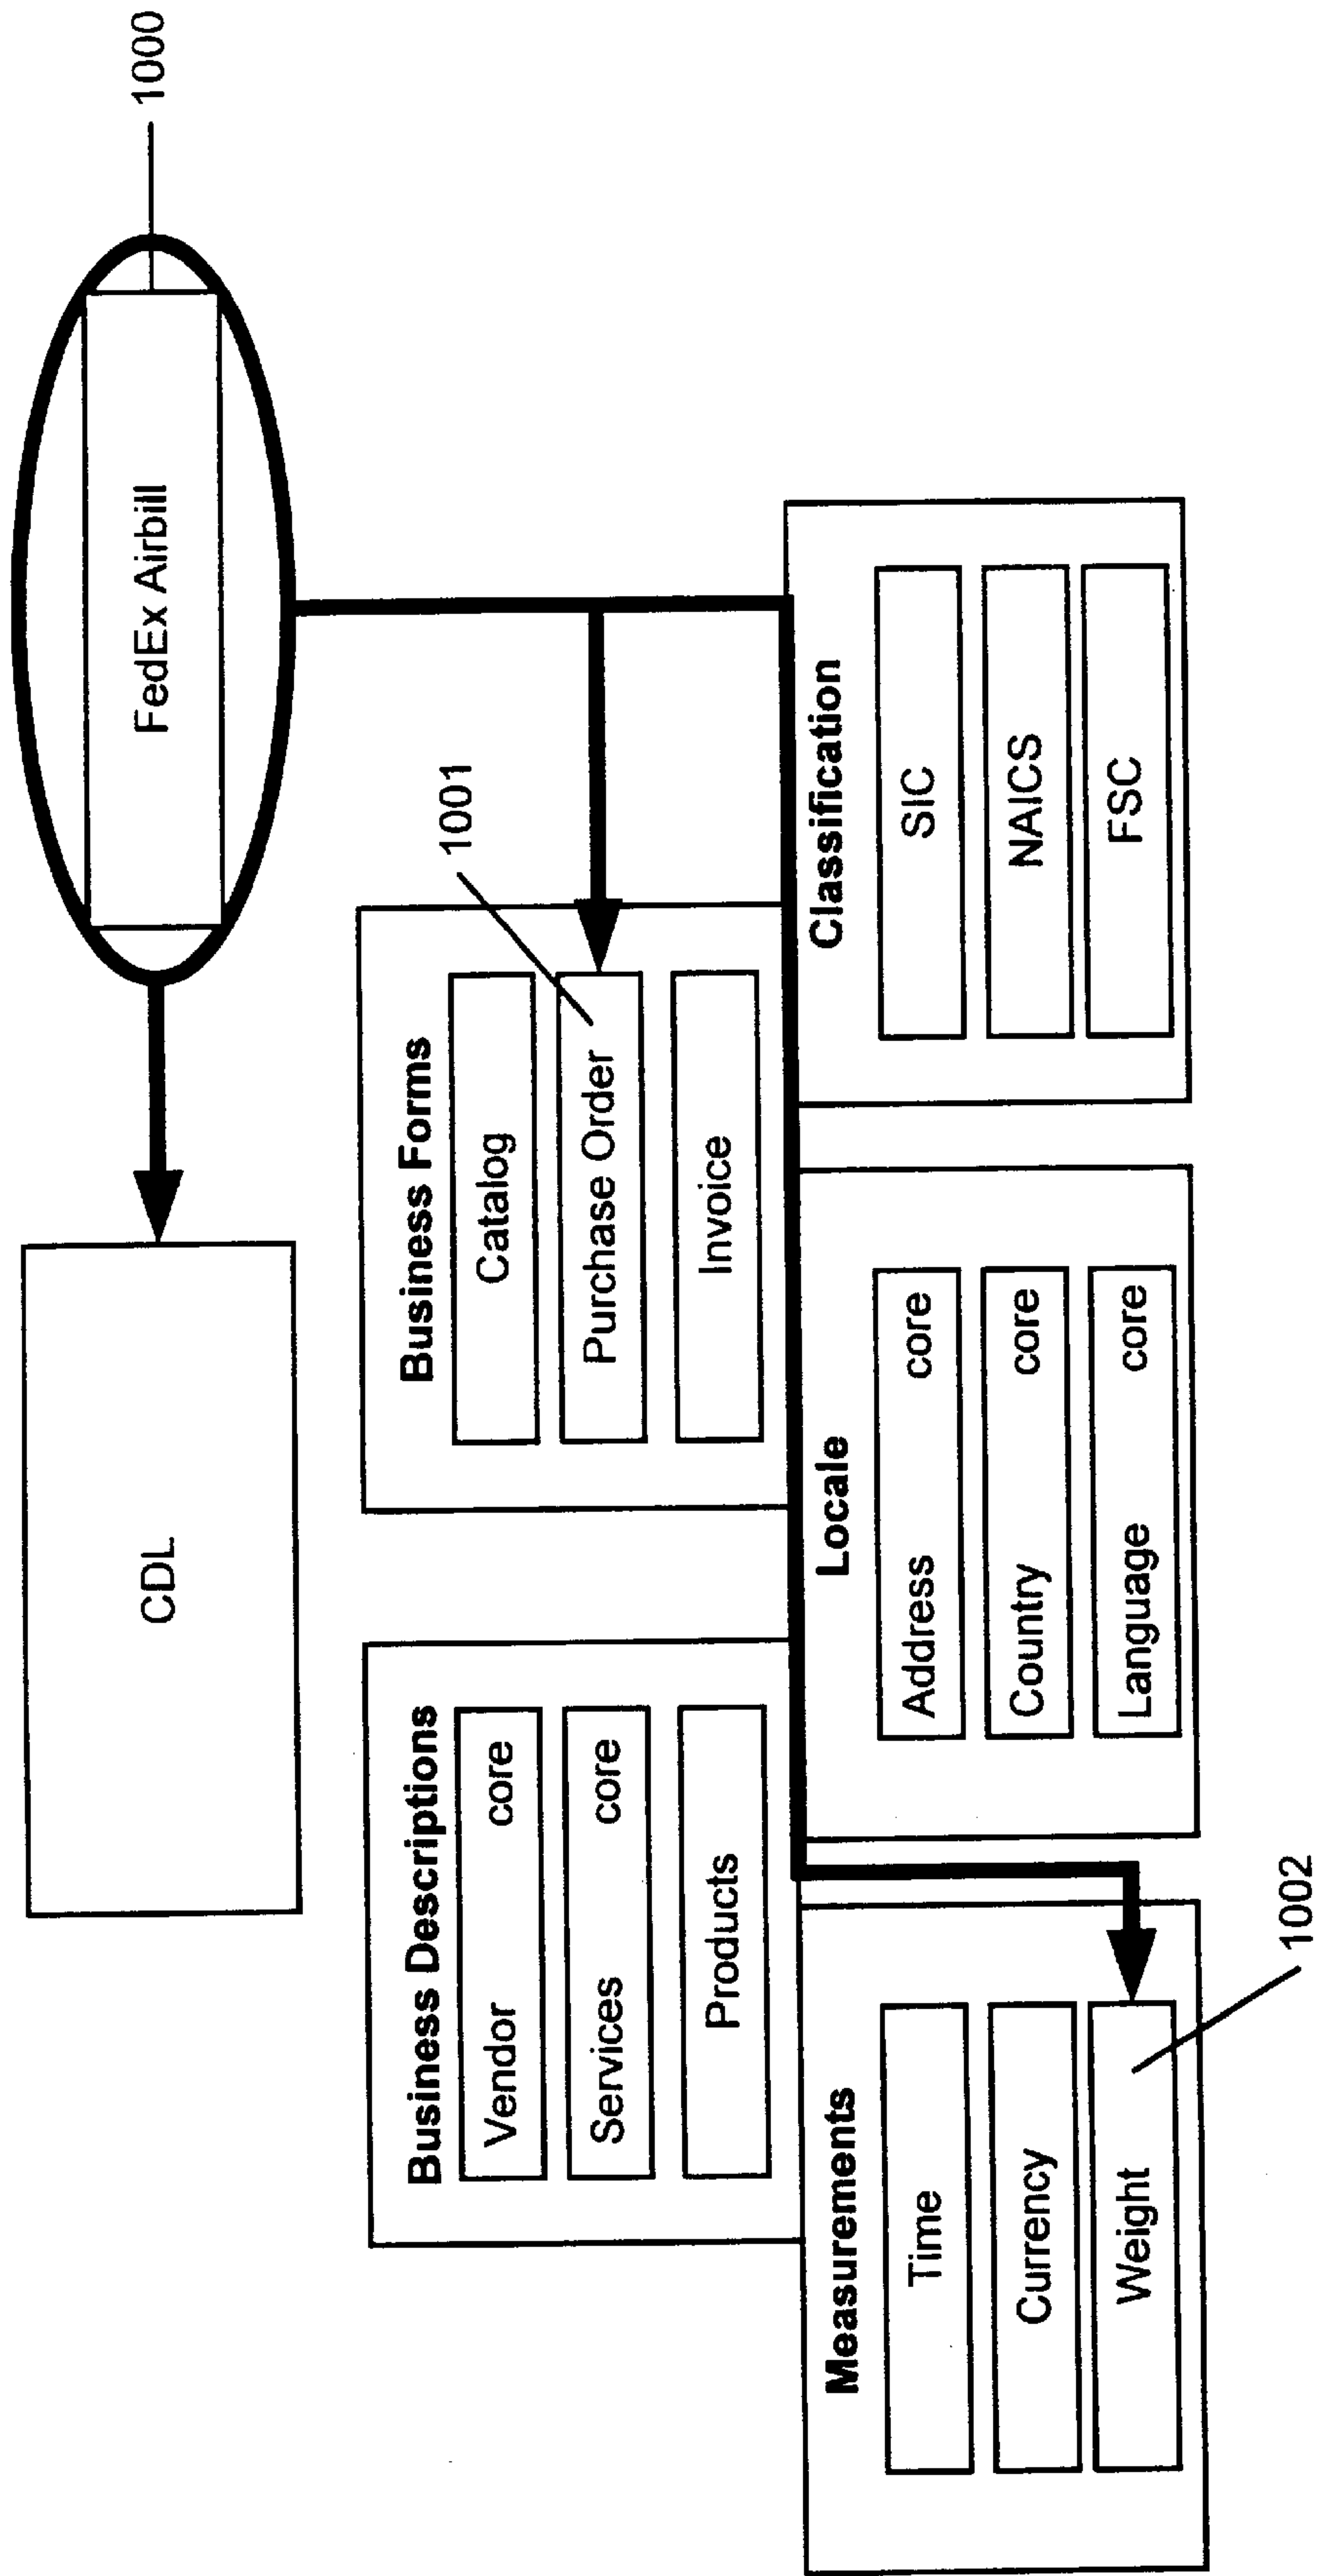 CDL
FedEx Airbill
1000
Business Descriptions
Vendor core
Services core
Products
Business Forms
Catalog
Purchase Order
Invoice
1001
Measurements
Time
Currency
Weight
1002
Locale
Address core
Country core
Language core
Classification
SIC
NAICS
FSC